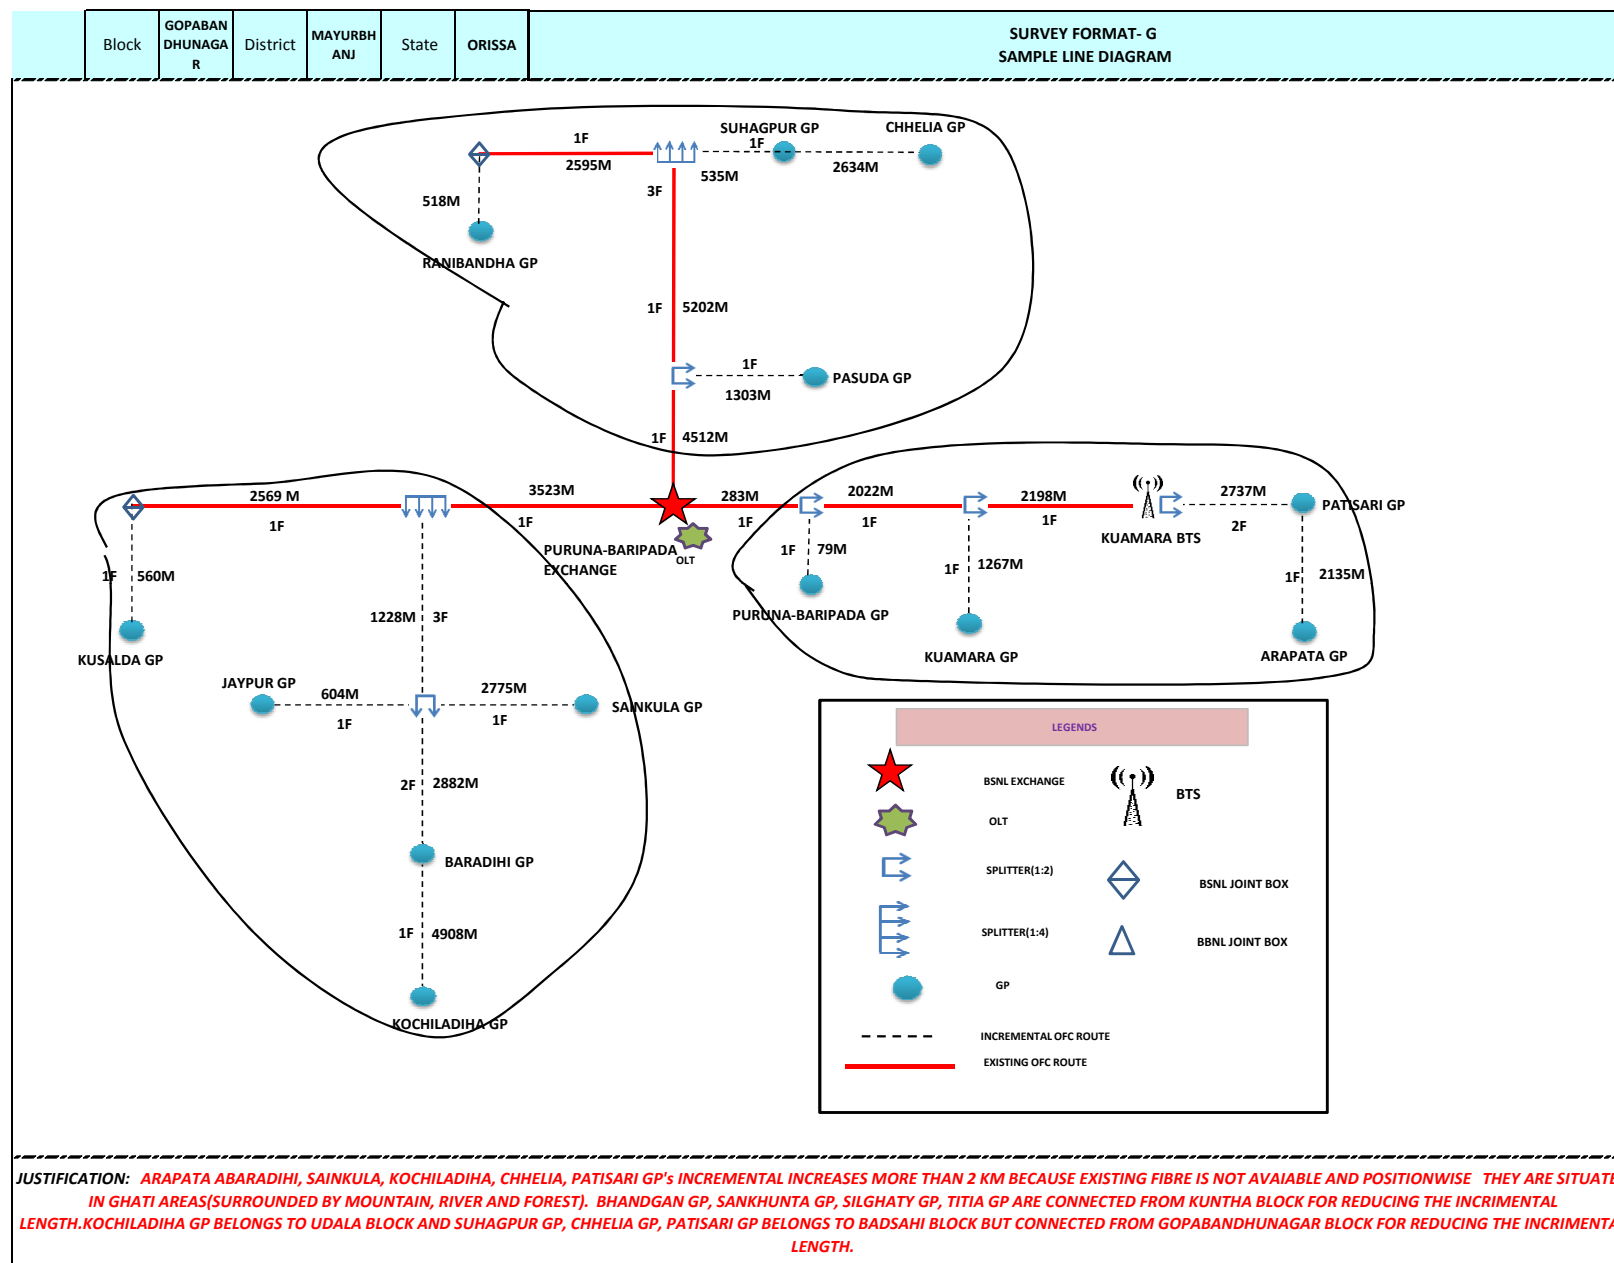 Block
GOPABAN
DHUNAGA
R
District
MAYURBH
ANJ
State
ORISSA
SURVEY FORMAT- G
SAMPLE LINE DIAGRAM
1F
2595M
SUHAGPUR GP
1F
CHHELIA GP
535M
2634M
3F
518M
RANIBANDHA GP
1F
5202M
1F
1303M
PASUDA GP
1F
4512M
2569 M
1F
3523M
1F
283M
1F
2022M
1F
2198M
1F
2737M
2F
PATISARI GP
KUAMARA BTS
PURUNA-BARIPADA
EXCHANGE
OLT
1F
79M
1F
1267M
1F
2135M
1F
560M
PURUNA-BARIPADA GP
KUAMARA GP
ARAPATA GP
1228M
3F
KUSALDA GP
JAYPUR GP
604M
1F
2775M
1F
SAINKULA GP
2F
2882M
BARADIHI GP
1F
4908M
KOCHILADIHA GP
LEGENDS
BSNL EXCHANGE
BTS
OLT
SPLITTER(1:2)
BSNL JOINT BOX
SPLITTER(1:4)
BBNL JOINT BOX
GP
INCREMENTAL OFC ROUTE
EXISTING OFC ROUTE
JUSTIFICATION: ARAPATA ABARADIHI, SAINKULA, KOCHILADIHA, CHHELIA, PATISARI GP's INCREMENTAL INCREASES MORE THAN 2 KM BECAUSE EXISTING FIBRE IS NOT AVAIABLE AND POSITIONWISE THEY ARE SITUATE
IN GHATI AREAS(SURROUNDED BY MOUNTAIN, RIVER AND FOREST). BHANDGAN GP, SANKHUNTA GP, SILGHATY GP, TITIA GP ARE CONNECTED FROM KUNTHA BLOCK FOR REDUCING THE INCRIMENTAL
LENGTH.KOCHILADIHA GP BELONGS TO UDALA BLOCK AND SUHAGPUR GP, CHHELIA GP, PATISARI GP BELONGS TO BADSAHI BLOCK BUT CONNECTED FROM GOPABANDHUNAGAR BLOCK FOR REDUCING THE INCRIMENTA
LENGTH.